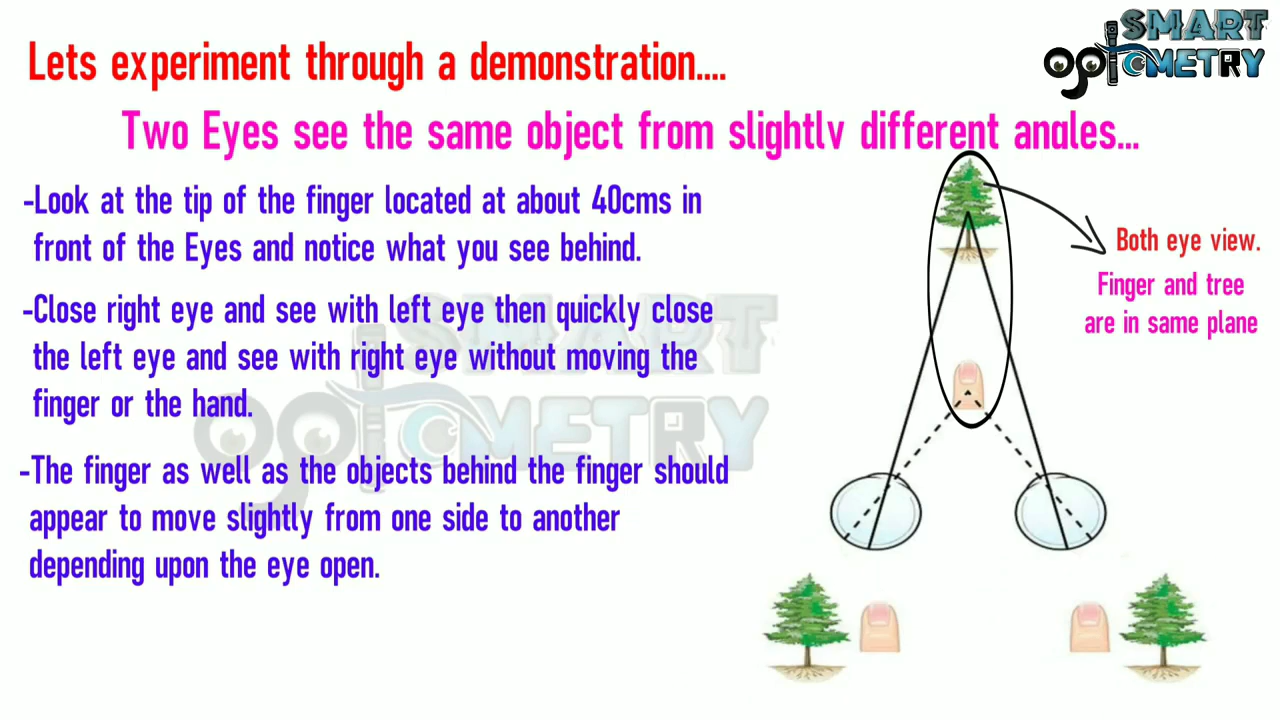 SMART
OPTOMETRY
Lets experiment through a demonstration....
Two Eyes see the same object from slightly different angles...
-Look at the tip of the finger located at about 40cms in
front of the Eyes and notice what you see behind.
-Close right eye and see with left eye then quickly close
the left eye and see with right eye without moving the
finger or the hand.
-The finger as well as the objects behind the finger should
appear to move slightly from one side to another
depending upon the eye open.
Both eye view.
Finger and tree
are in same plane
SMART
OPTOMETRY